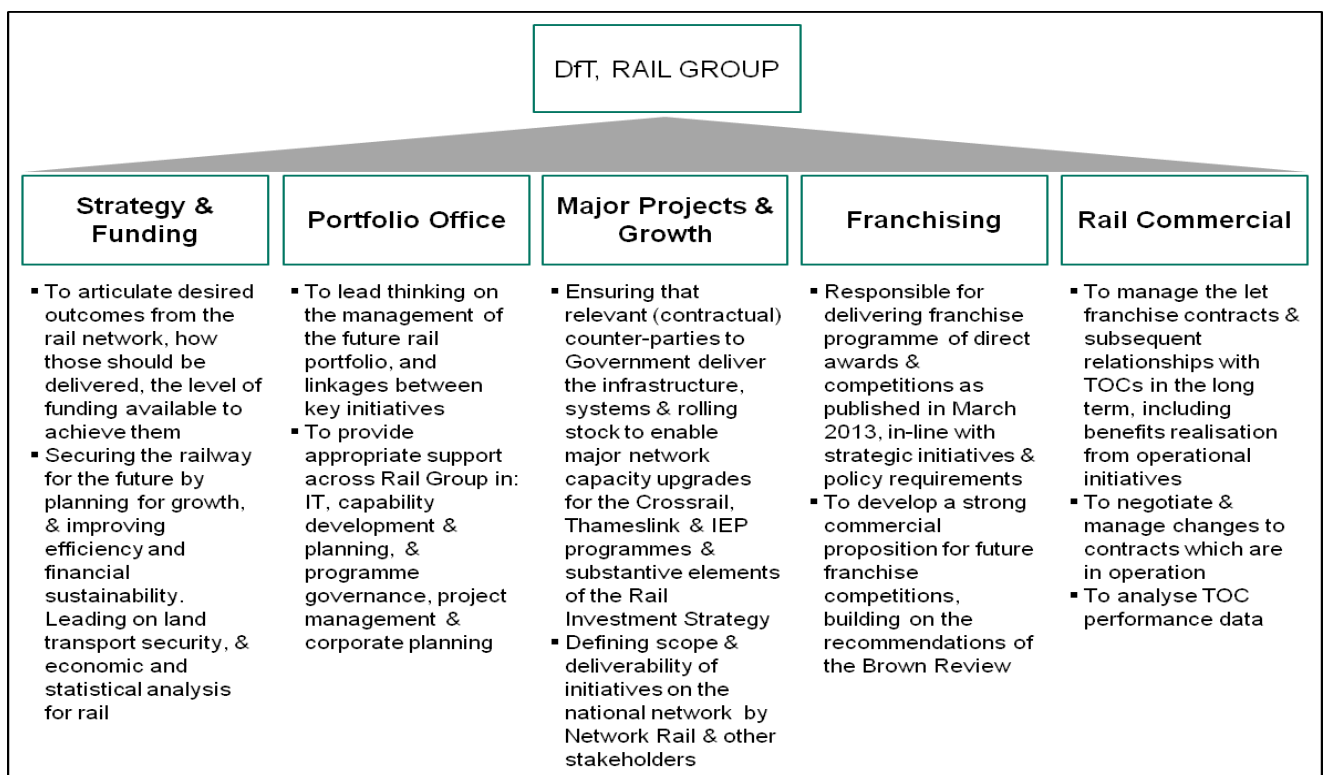 DfT, RAIL GROUP
Strategy &
Funding
▪ To articulate desired
outcomes from the
rail network, how
those should be
delivered, the level of
funding available to
achieve them
▪ Securing the railway
for the future by
planning for growth,
& improving
efficiency and
financial
sustainability.
Leading on land
transport security, &
economic and
statistical analysis
for rail
Portfolio Office
▪ To lead thinking on
the management of
the future rail
portfolio, and
linkages between
key initiatives
▪ To provide
appropriate support
across Rail Group in:
IT, capability
development &
planning, &
programme
governance, project
management &
corporate planning
Major Projects &
Growth
▪ Ensuring that
relevant (contractual)
counter-parties to
Government deliver
the infrastructure,
systems & rolling
stock to enable
major network
capacity upgrades
for the Crossrail,
Thameslink & IEP
programmes &
substantive elements
of the Rail
Investment Strategy
▪ Defining scope &
deliverability of
initiatives on the
national network by
Network Rail & other
stakeholders
Franchising
▪ Responsible for
delivering franchise
programme of direct
awards &
competitions as
published in March
2013, in-line with
strategic initiatives &
policy requirements
▪ To develop a strong
commercial
proposition for future
franchise
competitions,
building on the
recommendations of
the Brown Review
Rail Commercial
▪ To manage the let
franchise contracts &
subsequent
relationships with
TOCs in the long
term, including
benefits realisation
from operational
initiatives
▪ To negotiate &
manage changes to
contracts which are
in operation
▪ To analyse TOC
performance data